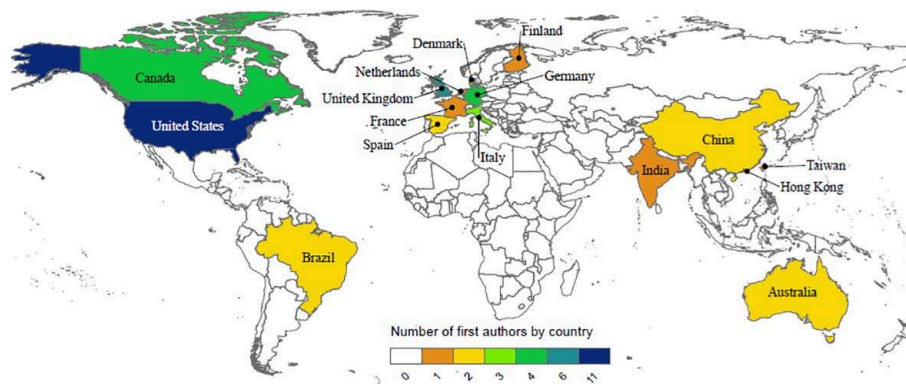 Finland
Denmark
Canada
Netherlands
Germany
United Kingdom
United States
France
China
Spain
Italy
Taiwan
India
Hong Kong
Brazil
Australia
Number of first authors by country
0 1 2 3 4 6 11